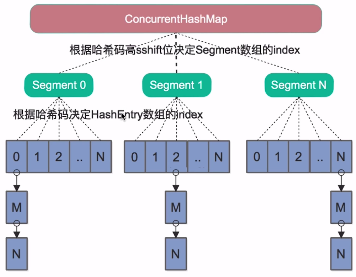 ConcurrentHashMap
根据哈希码高sshift位决定Segment数组的index
Segment 0 Segment 1 Segment N
根据哈希码决定HashEntry数组的index
0 1 2 .. N 0 1 2 .. N 0 1 2 .. N
M M M
N N N